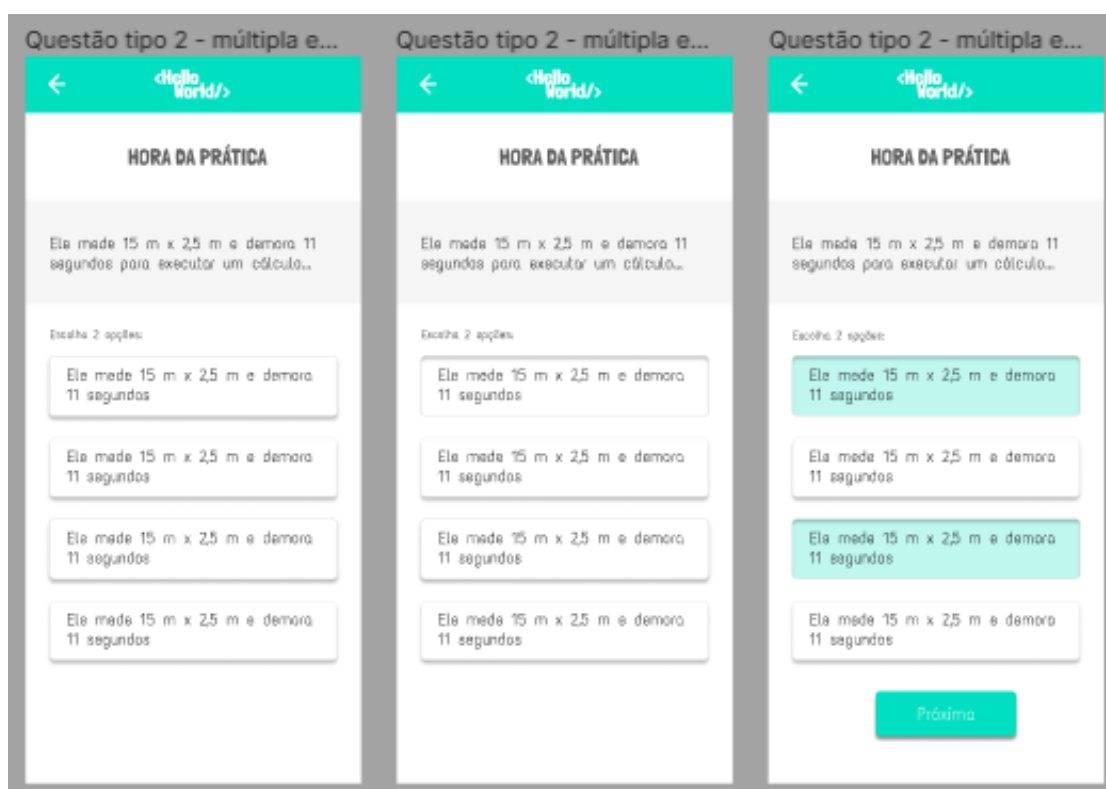 Questão tipo 2 - múltipla e...
<Hello
World/>
HORA DA PRÁTICA
Ele mede 15 m x 2,5 m e demora 11
segundos para executar um cálculo...
Escolha 2 opções:
Ele mede 15 m x 2,5 m e demora
11 segundos
Ele mede 15 m x 2,5 m e demora
11 segundos
Ele mede 15 m x 2,5 m e demora
11 segundos
Ele mede 15 m x 2,5 m e demora
11 segundos
Questão tipo 2 - múltipla e...
<Hello
World/>
HORA DA PRÁTICA
Ele mede 15 m x 2,5 m e demora 11
segundos para executar um cálculo...
Escolha 2 opções:
Ele mede 15 m x 2,5 m e demora
11 segundos
Ele mede 15 m x 2,5 m e demora
11 segundos
Ele mede 15 m x 2,5 m e demora
11 segundos
Ele mede 15 m x 2,5 m e demora
11 segundos
Questão tipo 2 - múltipla e...
<Hello
World/>
HORA DA PRÁTICA
Ele mede 15 m x 2,5 m e demora 11
segundos para executar um cálculo...
Escolha 2 opções:
Ele mede 15 m x 2,5 m e demora
11 segundos
Ele mede 15 m x 2,5 m e demora
11 segundos
Ele mede 15 m x 2,5 m e demora
11 segundos
Ele mede 15 m x 2,5 m e demora
11 segundos
Próxima